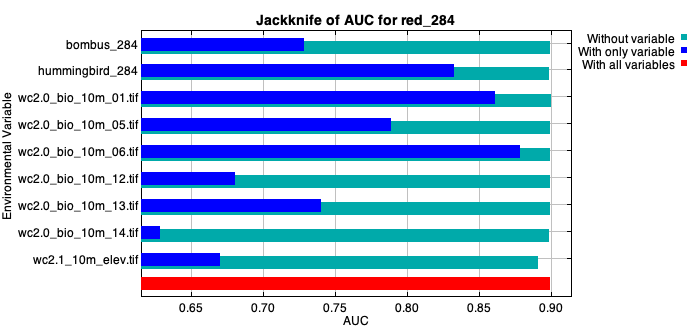 Jackknife of AUC for red_284
Without variable
With only variable
With all variables
Environmental Variable
bombus_284
hummingbird_284
wc2.0_bio_10m_01.tif
wc2.0_bio_10m_05.tif
wc2.0_bio_10m_06.tif
wc2.0_bio_10m_12.tif
wc2.0_bio_10m_13.tif
wc2.0_bio_10m_14.tif
wc2.1_10m_elev.tif
0.65 0.70 0.75 0.80 0.85 0.90
AUC